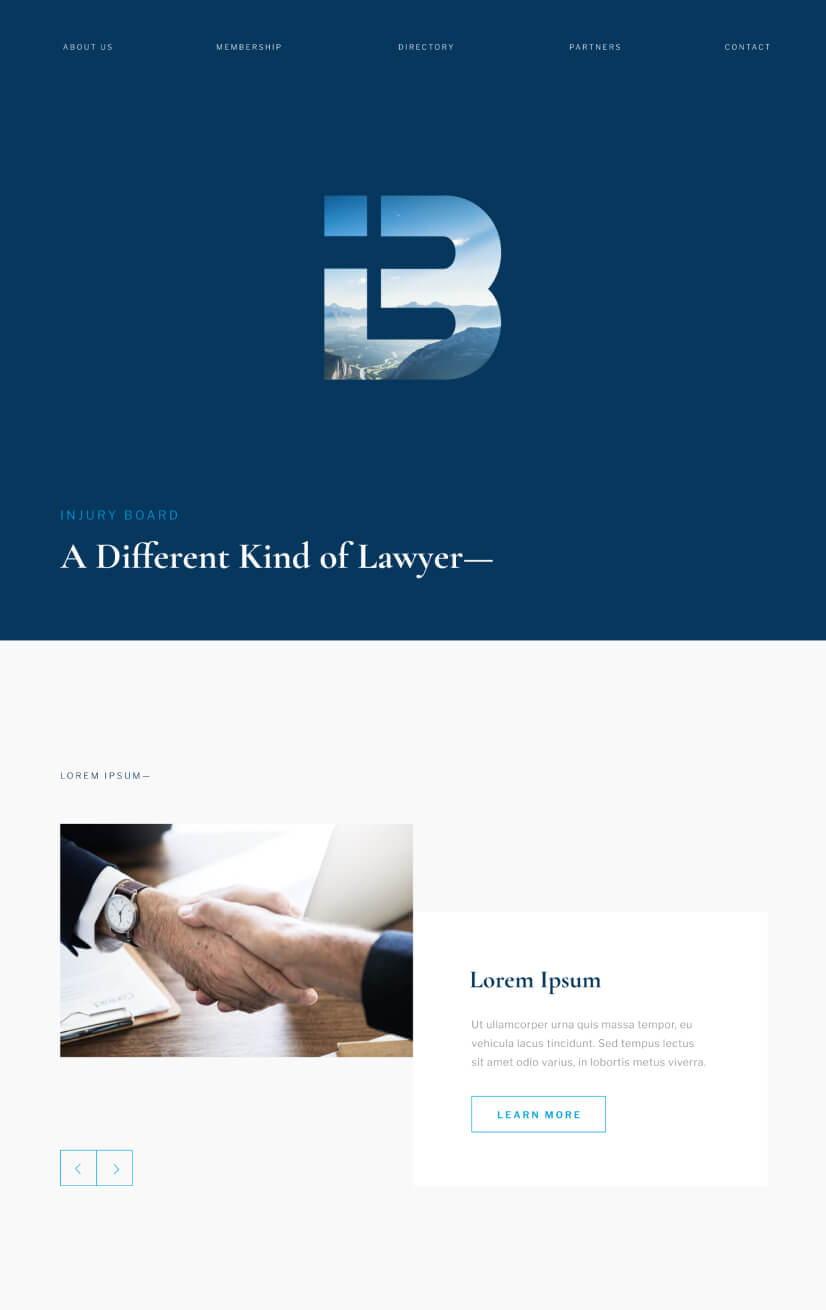 ABOUT US
MEMBERSHIP
DIRECTORY
PARTNERS
CONTACT
iB
INJURY BOARD
A Different Kind of Lawyer—
LOREM IPSUM—
Contract
Lorem Ipsum
Ut ullamcorper urna quis massa tempor, eu
vehicula lacus tincidunt. Sed tempus lectus
sit amet odio varius, in lobortis metus viverra.
LEARN MORE